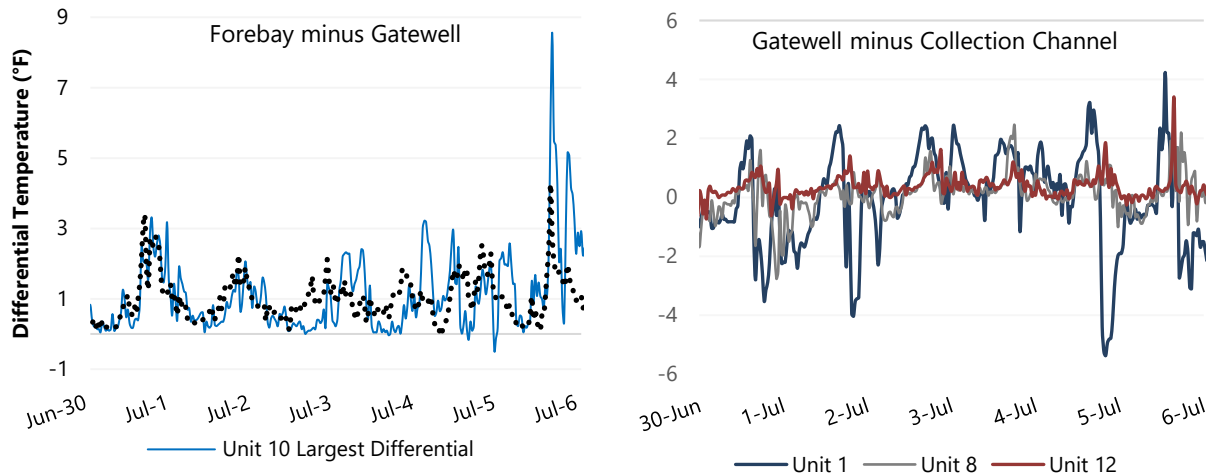 Forebay minus Gatewell
Differential Temperature (°F)
9
7
5
3
1
-1
Jun-30
Jul-1
Jul-2
Jul-3
Jul-4
Jul-5
Jul-6
Unit 10 Largest Differential
Gatewell minus Collection Channel
6
4
2
0
-2
-4
-6
30-Jun
1-Jul
2-Jul
3-Jul
4-Jul
5-Jul
6-Jul
Unit 1 Unit 8 Unit 12